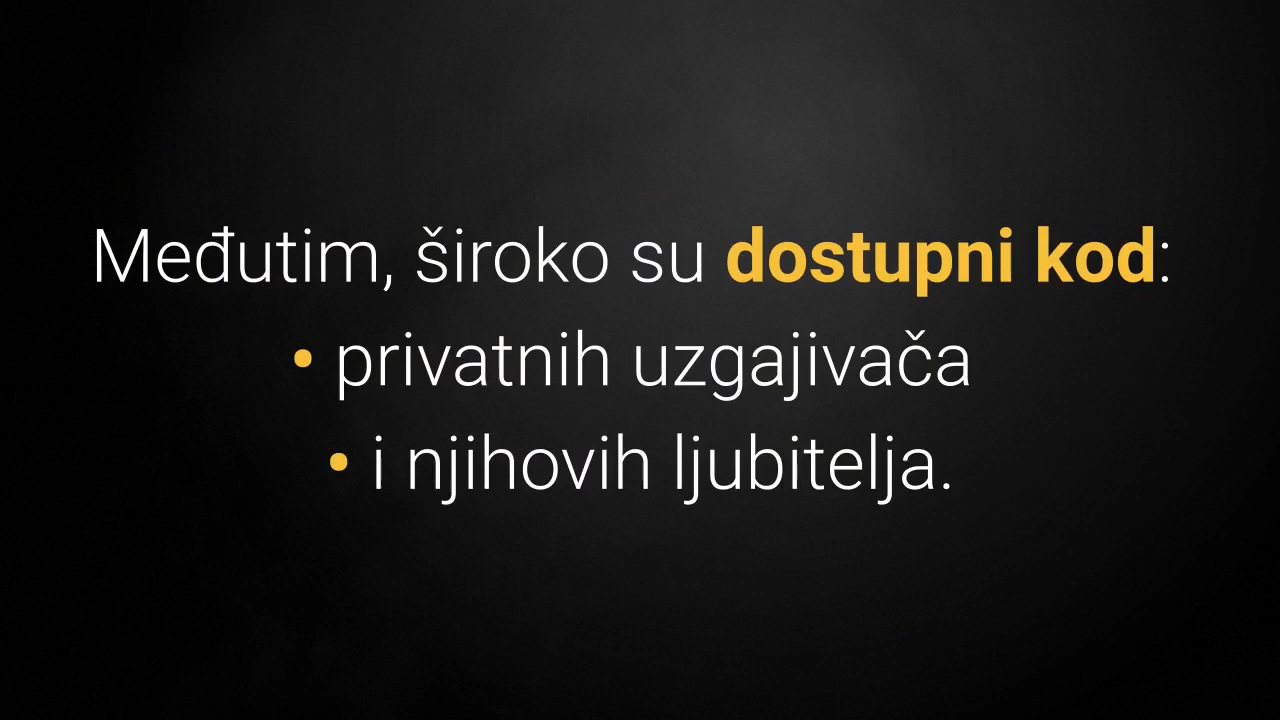 Međutim, široko su dostupni kod:
• privatnih uzgajivača
• i njihovih ljubitelja.